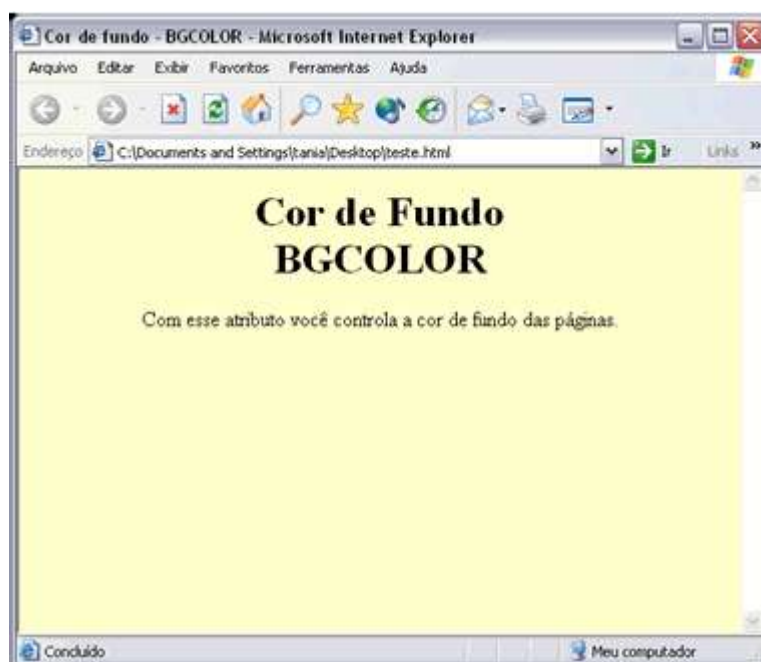 Cor de fundo - BGCOLOR - Microsoft Internet Explorer
Arquivo Editar Exibir Favoritos Ferramentas Ajuda
Endereço C:\Documents and Settings\tania\Desktop\teste.html Ir Links »
Cor de Fundo
BGCOLOR
Com esse atributo você controla a cor de fundo das páginas.
Concluído Meu computador